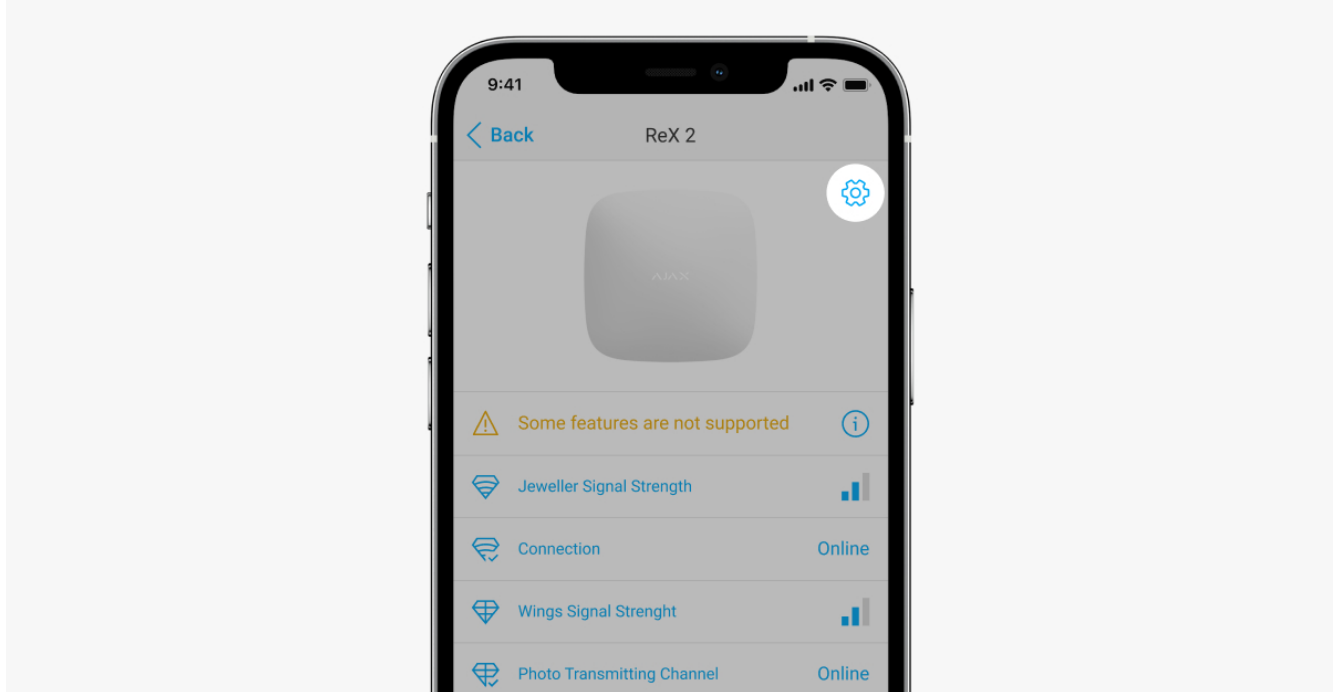 9:41
Back
ReX 2
AJAX
Some features are not supported
Jeweller Signal Strength
Connection
Online
Wings Signal Strenght
Photo Transmitting Channel
Online